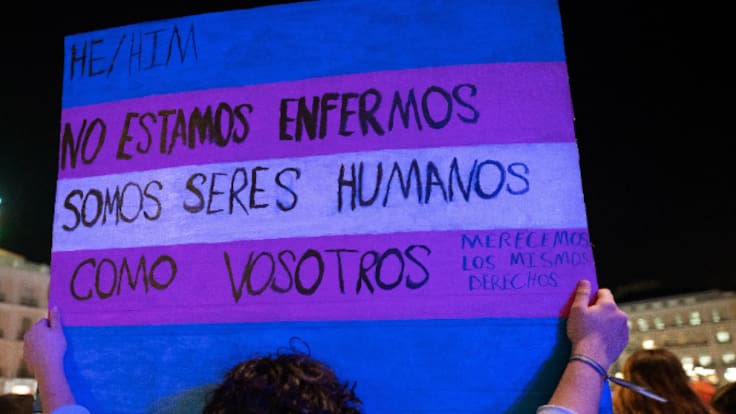 HE/HIM
NO ESTAMOS ENFERMOS
SOMOS SERES HUMANOS
COMO VOSOTROS
MERECEMOS
LOS MISMOS
DERECHOS